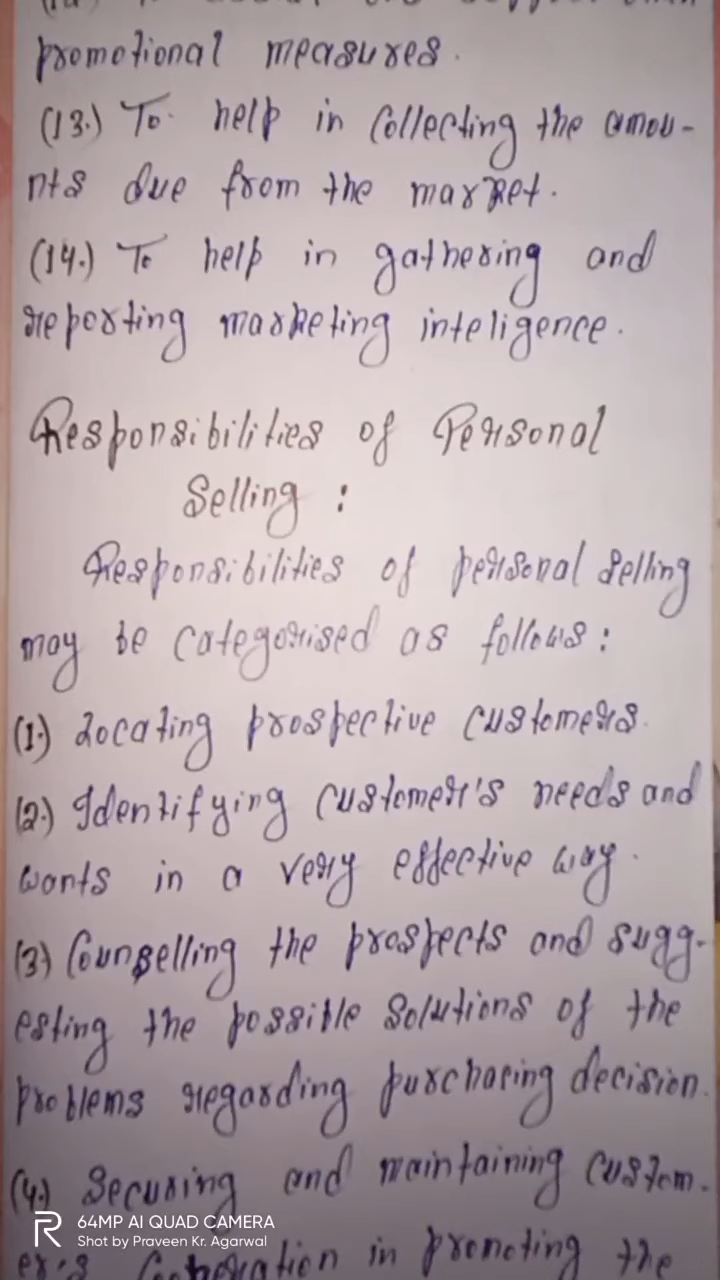 promotional measures.
(13.) To help in Collecting the amou-
nts due from the market.
(14.) To help in gathering and
reporting marketing inteligence.
Responsibilities of Personal
Selling :
Responsibilities of personal selling
may be categorised as follows :
(1.) Locating prospective customers.
(2.) Identifying customer's needs and
wants in a very effective way.
(3) Counselling the prospects and sugg-
esting the possible solutions of the
problems regarding purchasing decision.
(4.) Securing and maintaining custom-
er's Cooperation in promoting the
64MP AI QUAD CAMERA
Shot by Praveen Kr. Agarwal